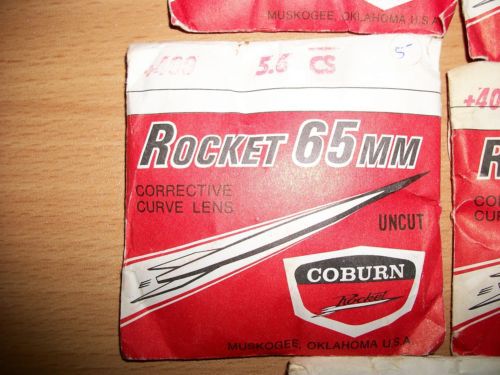 MUSKOGEE, OKLAHOMA U.S.A.
+400 5.6 CS 5
ROCKET 65MM
CORRECTIVE
CURVE LENS
UNCUT
COBURN
Rocket
MUSKOGEE, OKLAHOMA U.S.A.
+40
R
CO
CURV